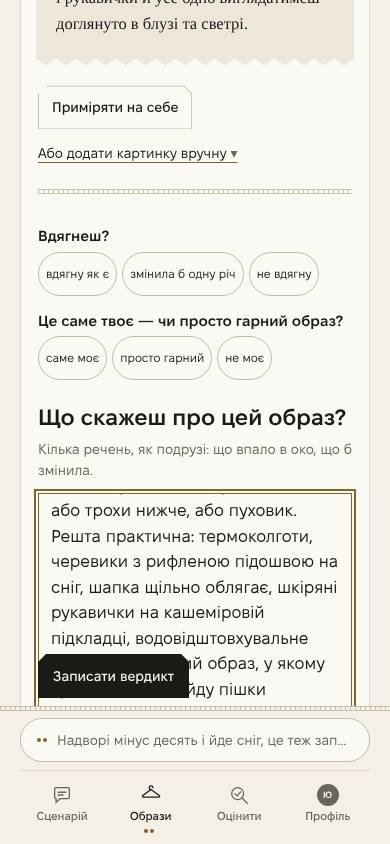 доглянуто в блузі та светрі.
Приміряти на себе
Або додати картинку вручну ▾
Вдягнеш?
вдягну як є
змінила б одну річ
не вдягну
Це саме твоє — чи просто гарний образ?
саме моє
просто гарний
не моє
Що скажеш про цей образ?
Кілька речень, як подрузі: що впало в око, що б
змінила.
або трохи нижче, або пуховик.
Решта практична: термоколготи,
черевики з рифленою підошвою на
сніг, шапка щільно облягає, шкіряні
рукавички на кашеміровій
підкладці, водовідштовхувальне
образ, у якому
Записати вердикт
пішки
Надворі мінус десять і йде сніг, це теж зап...
Сценарій
Образи
Оцінити
Ю
Профіль